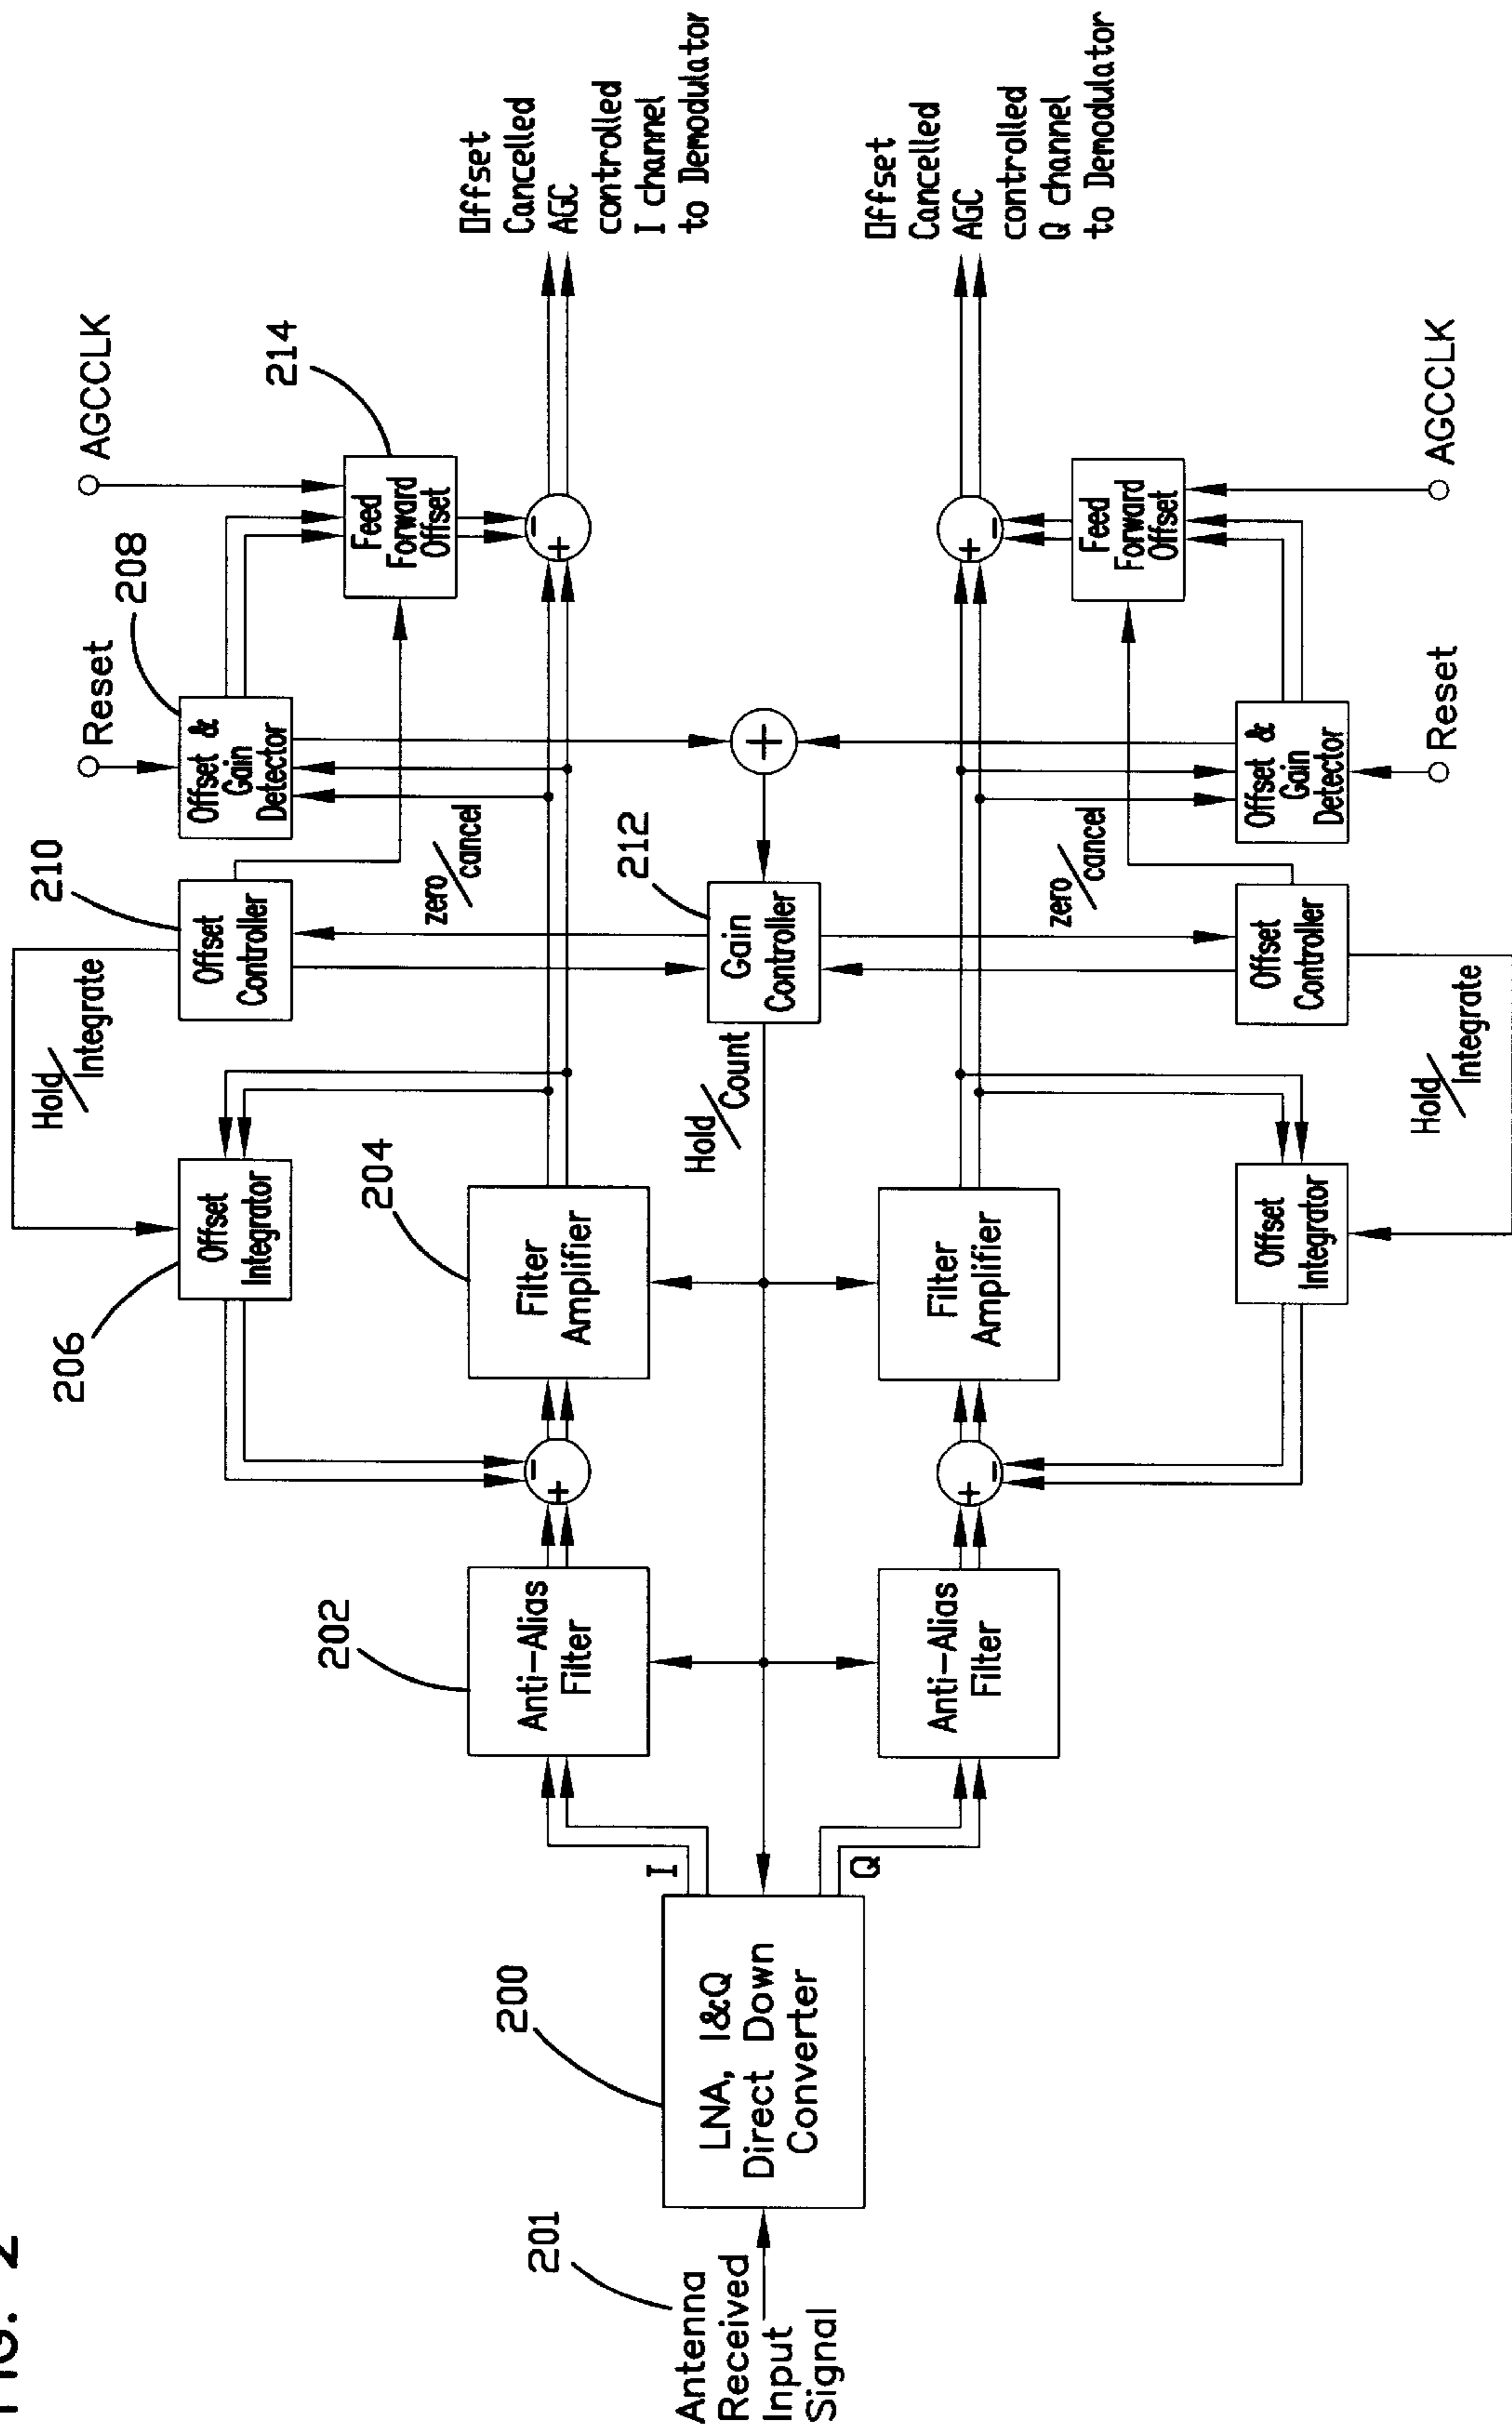 FIG. 2
Antenna
Received
Input
Signal
201
200
LNA, I&Q
Direct Down
Converter
I
Q
202
Anti-Alias
Filter
Anti-Alias
Filter
+
-
+
-
204
Filter
Amplifier
Filter
Amplifier
206
Offset
Integrator
Offset
Integrator
Hold/Integrate
Hold/Integrate
Hold/Count
210
Offset
Controller
Offset
Controller
212
Gain
Controller
+
zero/cancel
zero/cancel
Reset
208
Offset &
Gain
Detector
Offset &
Gain
Detector
Reset
AGCCLK
214
Feed
Forward
Offset
Feed
Forward
Offset
AGCCLK
+
-
+
-
Offset
Cancelled
AGC
controlled
I channel
to Demodulator
Offset
Cancelled
AGC
controlled
Q channel
to Demodulator